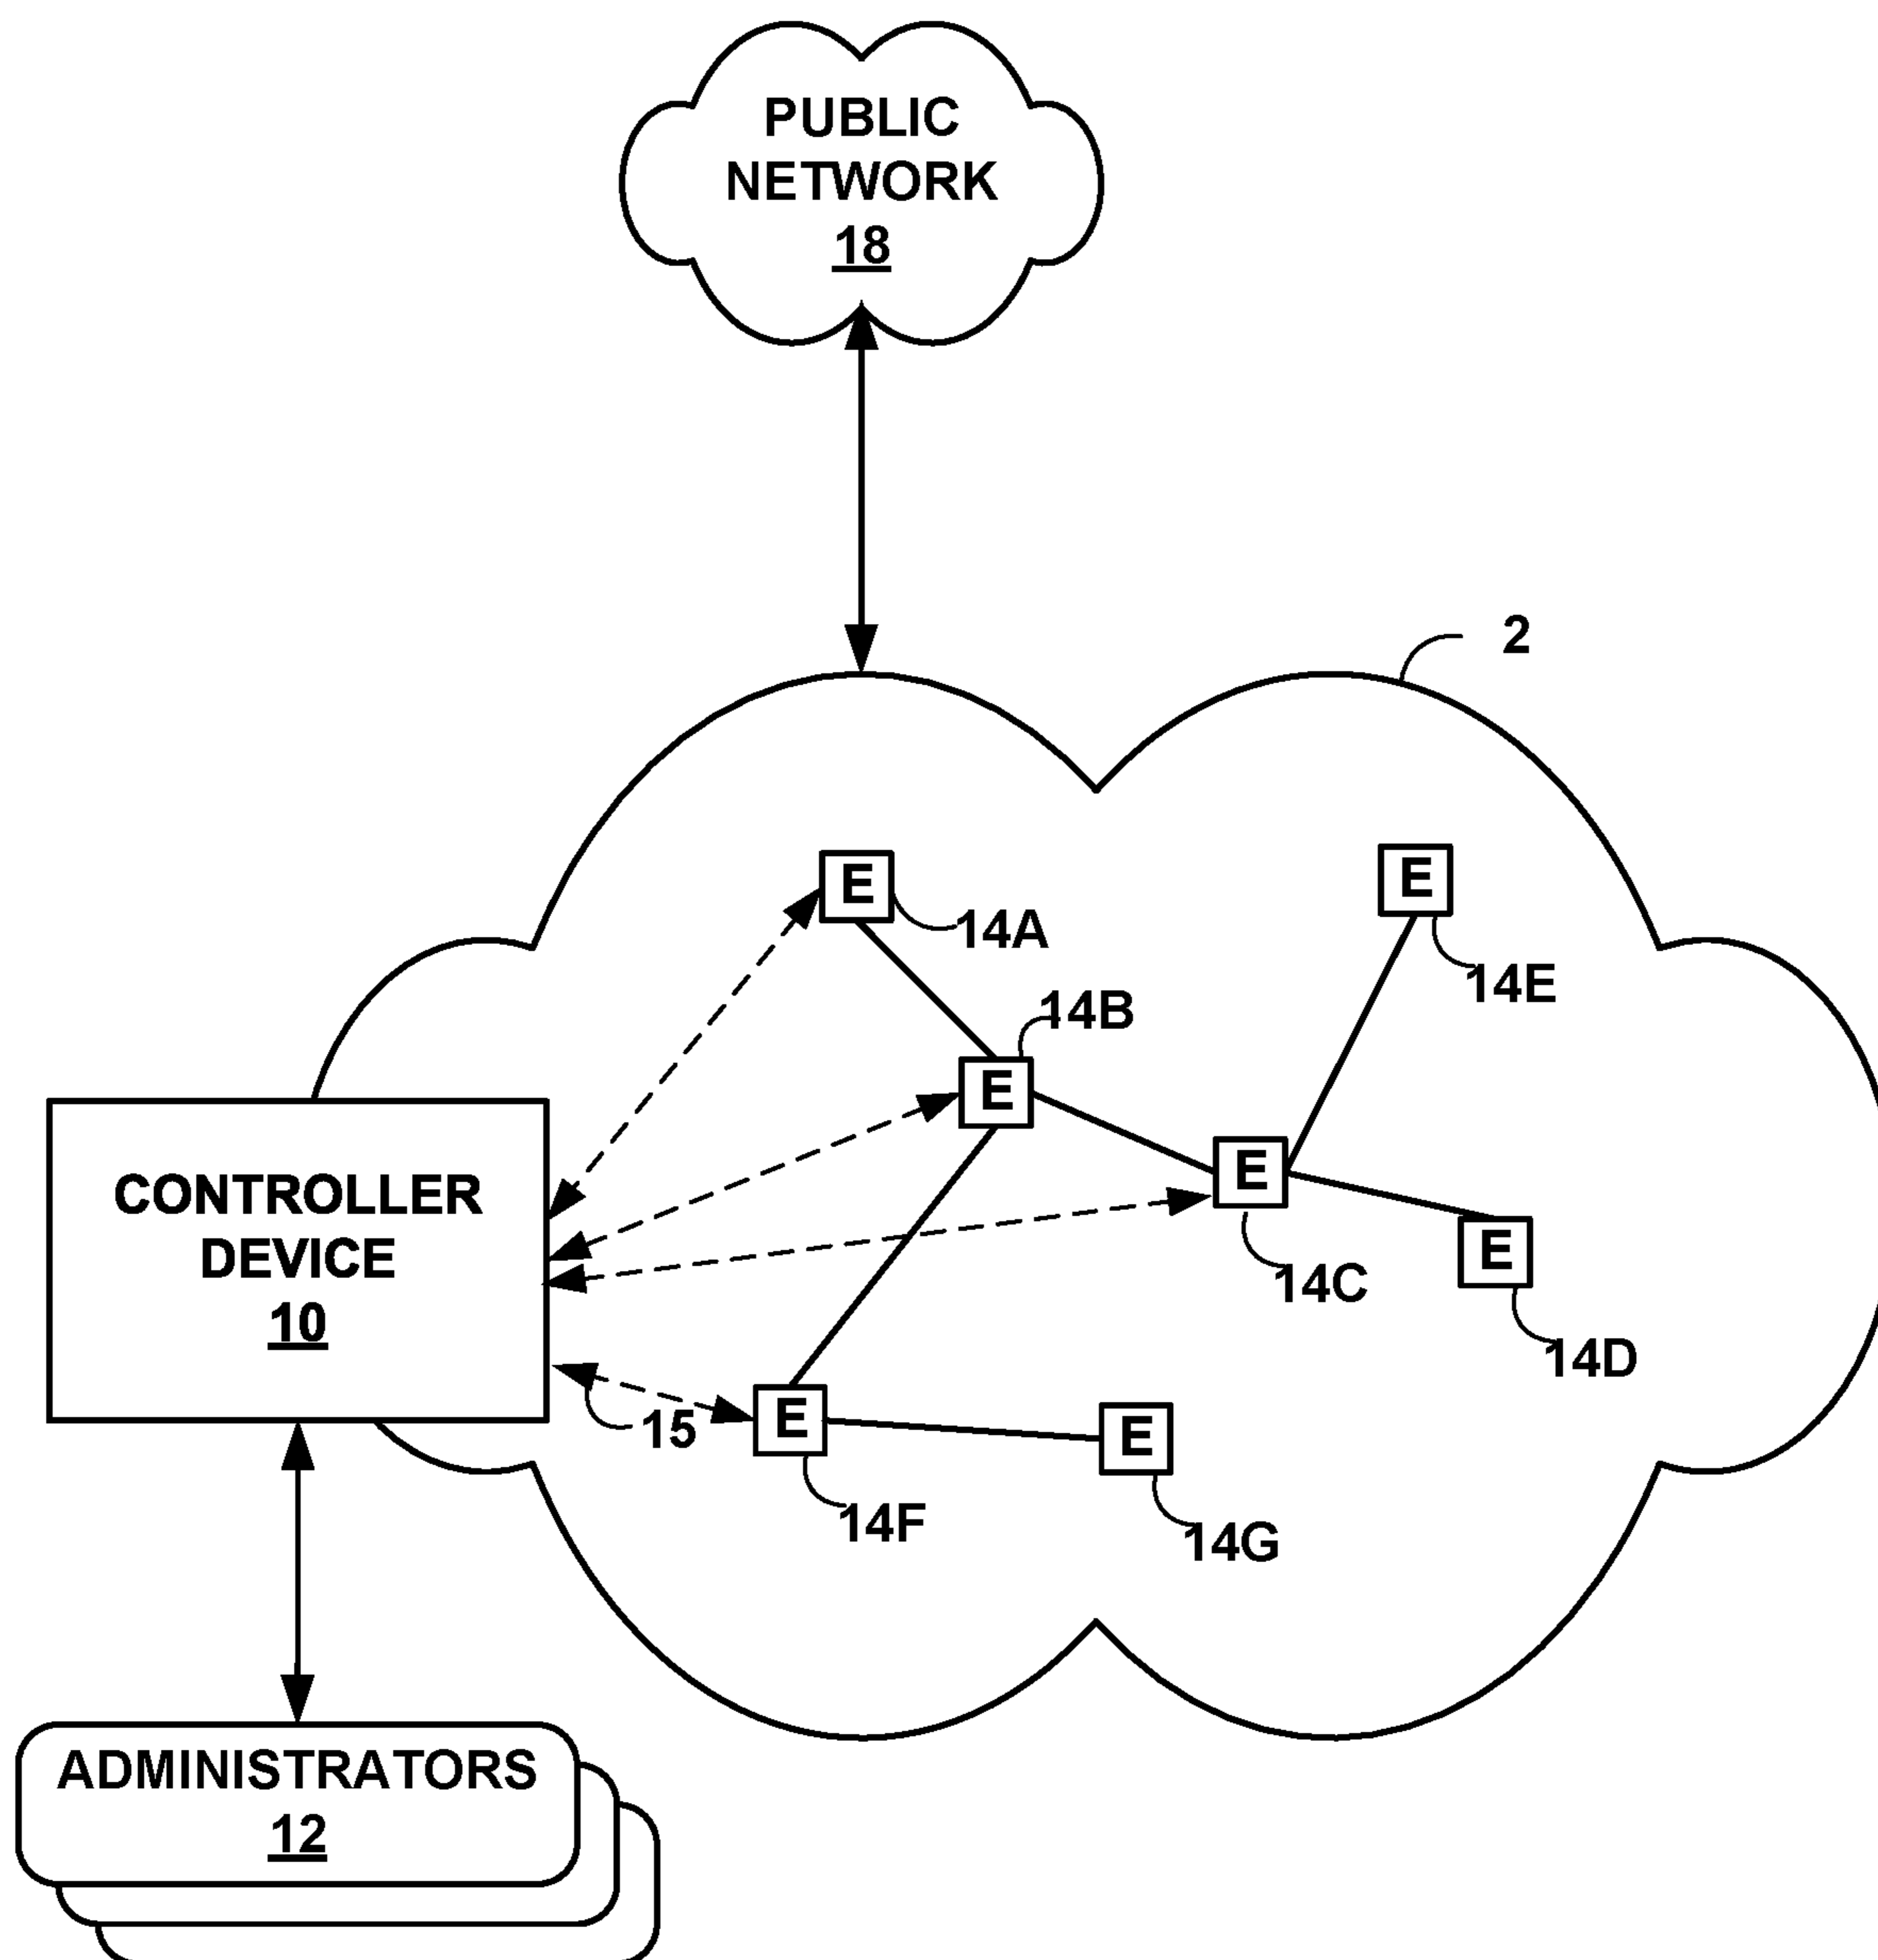 PUBLIC
NETWORK
18
2
E
14A
E
14E
14B
E
E
14C
CONTROLLER
DEVICE
10
E
14D
15
E
14F
E
14G
ADMINISTRATORS
12